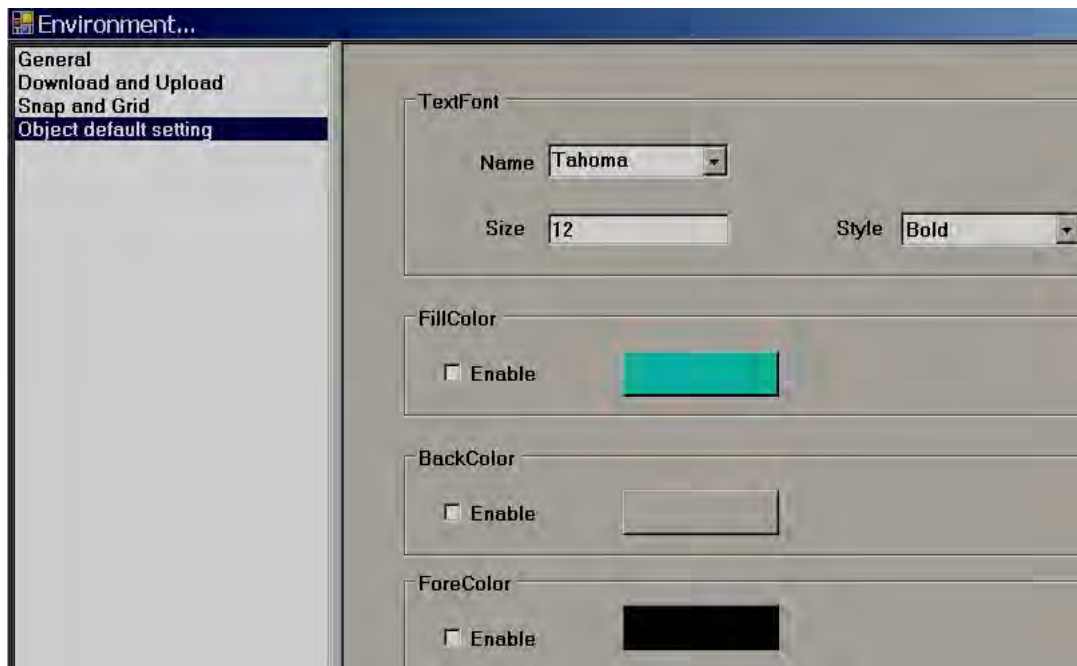 Environment...
General
Download and Upload
Snap and Grid
Object default setting
TextFont
Name Tahoma
Size 12 Style Bold
FillColor
Enable
BackColor
Enable
ForeColor
Enable